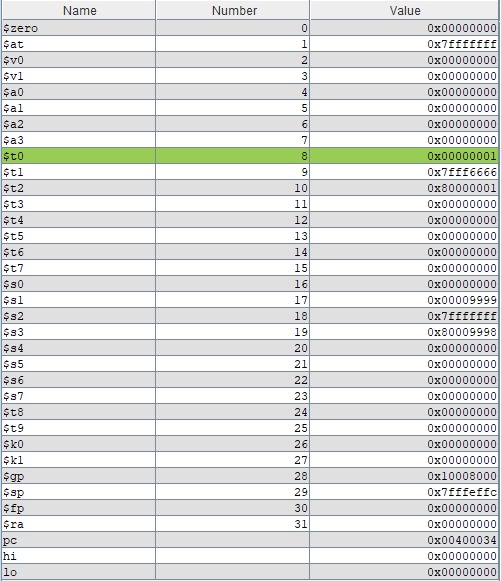 Name Number Value
$zero 0 0x00000000
$at 1 0x7fffffff
$v0 2 0x00000000
$v1 3 0x00000000
$a0 4 0x00000000
$a1 5 0x00000000
$a2 6 0x00000000
$a3 7 0x00000000
$t0 8 0x00000001
$t1 9 0x7fff6666
$t2 10 0x80000001
$t3 11 0x00000000
$t4 12 0x00000000
$t5 13 0x00000000
$t6 14 0x00000000
$t7 15 0x00000000
$s0 16 0x00000000
$s1 17 0x00009999
$s2 18 0x7fffffff
$s3 19 0x80009998
$s4 20 0x00000000
$s5 21 0x00000000
$s6 22 0x00000000
$s7 23 0x00000000
$t8 24 0x00000000
$t9 25 0x00000000
$k0 26 0x00000000
$k1 27 0x00000000
$gp 28 0x10008000
$sp 29 0x7fffeffc
$fp 30 0x00000000
$ra 31 0x00000000
pc 0x00400034
hi 0x00000000
lo 0x00000000